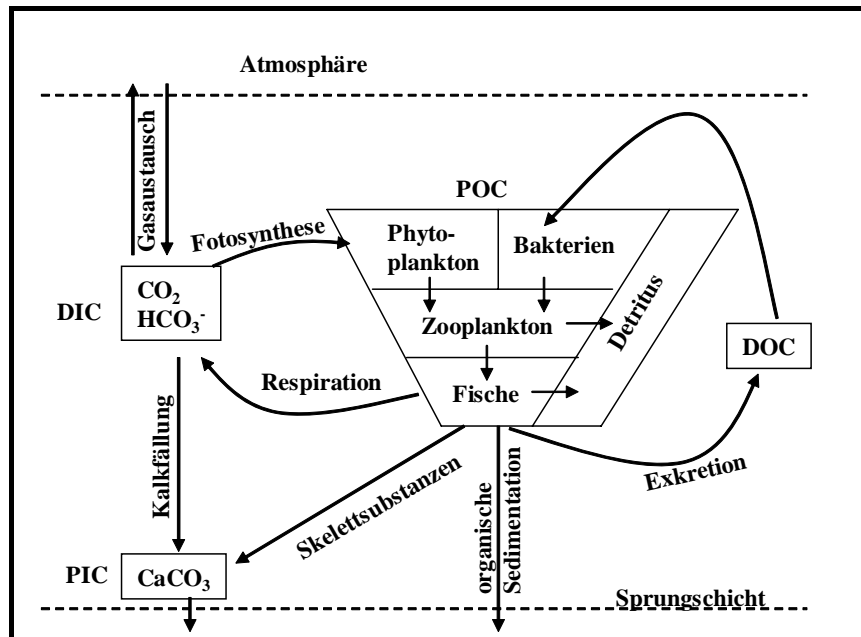 Atmosphäre
Gasaustausch
POC
Fotosynthese
Phyto-
plankton
Bakterien
CO₂
HCO₃⁻
DIC
Zooplankton
Detritus
DOC
Respiration
Fische
Kalkfällung
Skelettsubstanzen
organische
Sedimentation
Exkretion
PIC
CaCO₃
Sprungschicht